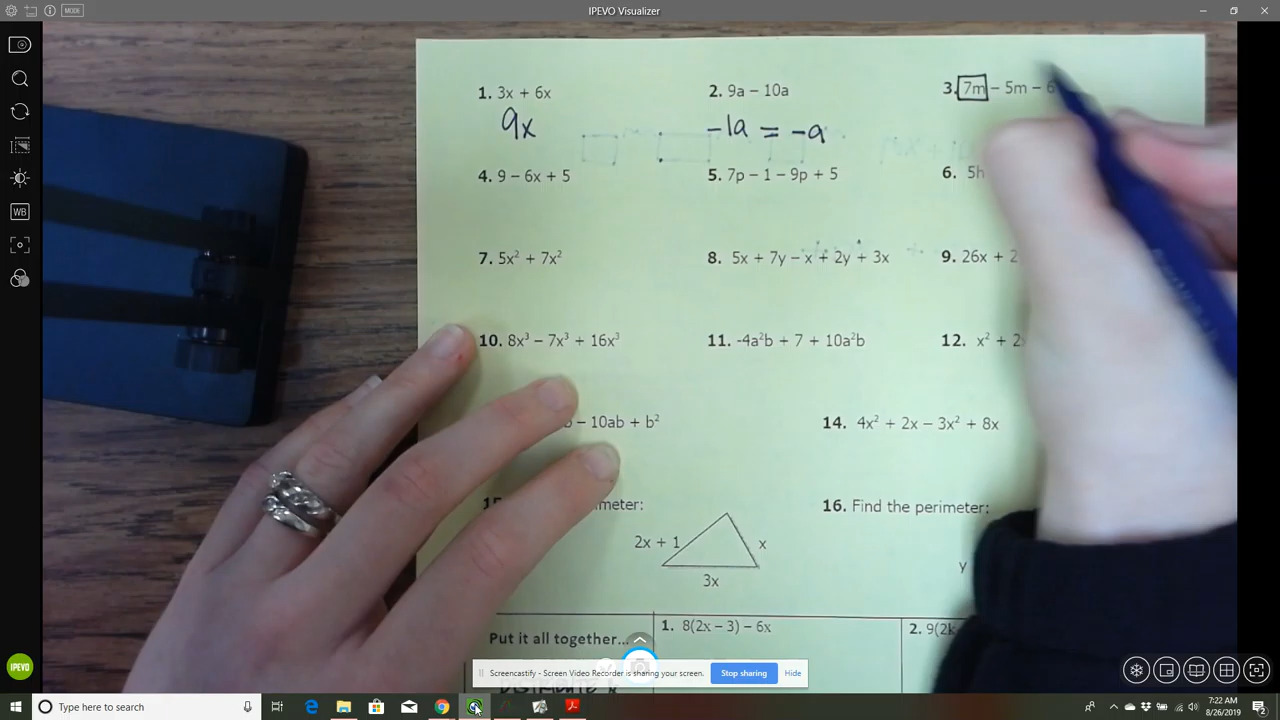 MODE
IPEVO Visualizer
1. 3x + 6x
2. 9a – 10a
3. 7m – 5m – 6
9x
-1a = -a
4. 9 – 6x + 5
5. 7p – 1 – 9p + 5
6. 5h
7. 5x² + 7x²
8. 5x + 7y – x + 2y + 3x
9. 26x + 2
10. 8x³ – 7x³ + 16x³
11. -4a²b + 7 + 10a²b
12. x² + 2
– 10ab + b²
14. 4x² + 2x – 3x² + 8x
15
meter:
16. Find the perimeter:
2x + 1
x
3x
y
Put it all together...
1. 8(2x – 3) – 6x
2. 9(2k
WB
IPEVO
Screencastify - Screen Video Recorder is sharing your screen.
Stop sharing
Hide
Type here to search
7:22 AM
8/26/2019
2